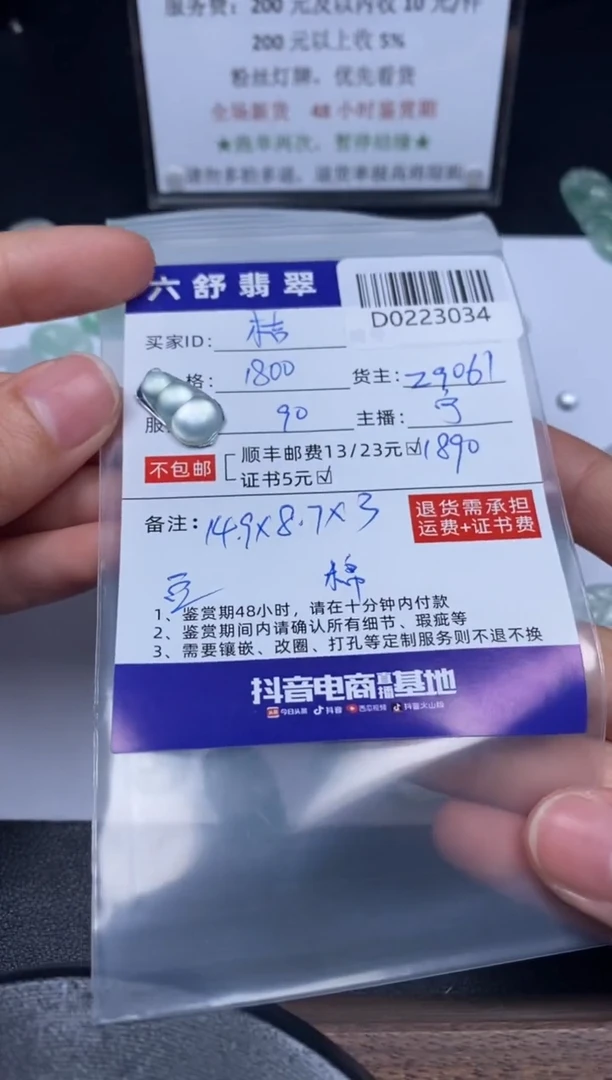 服务费：200元及以内收10元/件
200元以上收5%
粉丝灯牌，优先看货
全场新货 48小时鉴赏期
六舒翡翠
D0223034
买家ID：桔
格：1800 货主：29061
服 90 主播：宁
不包邮 顺丰邮费13/23元☑ 1890
证书5元☑
备注：14.9×8.7×3
退货需承担
运费+证书费
豆 棉
1、鉴赏期48小时，请在十分钟内付款
2、鉴赏期间内请确认所有细节、瑕疵等
3、需要镶嵌、改圈、打孔等定制服务则不退不换
抖音电商直播基地
今日头条 抖音 西瓜视频 抖音火山版